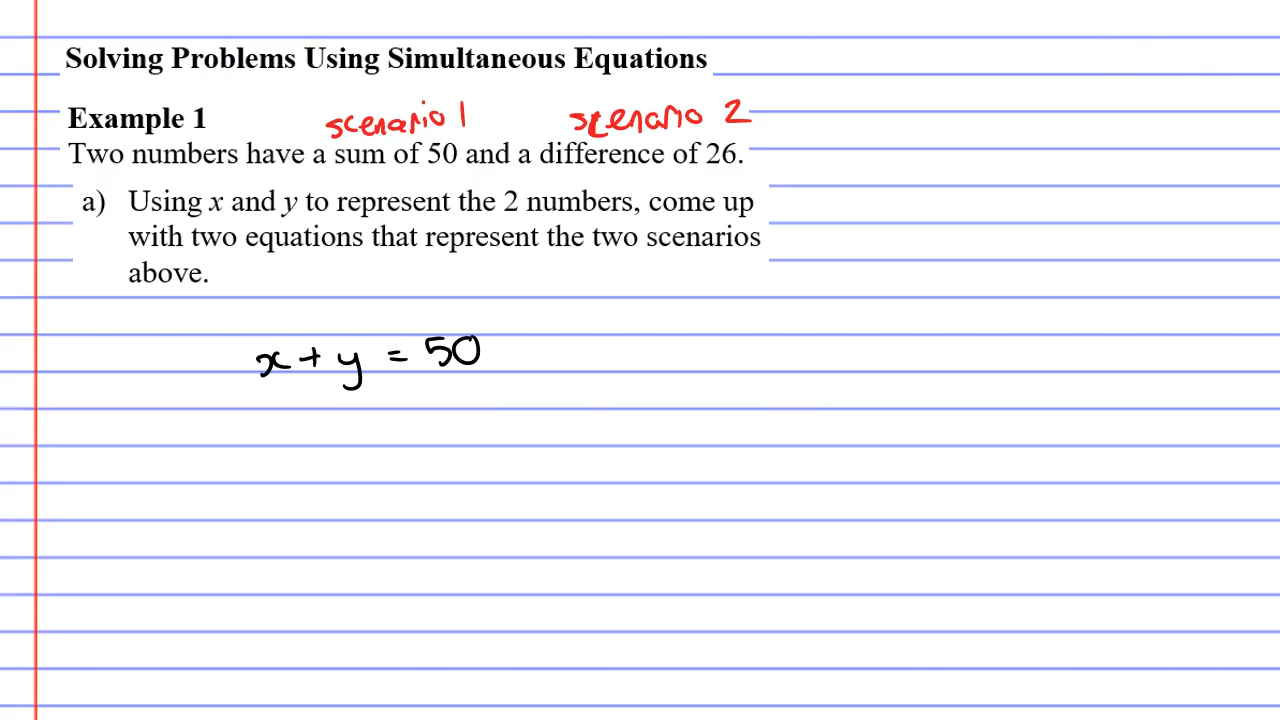 Solving Problems Using Simultaneous Equations
Example 1
scenario 1 scenario 2
Two numbers have a sum of 50 and a difference of 26.
a) Using x and y to represent the 2 numbers, come up
with two equations that represent the two scenarios
above.
x + y = 50